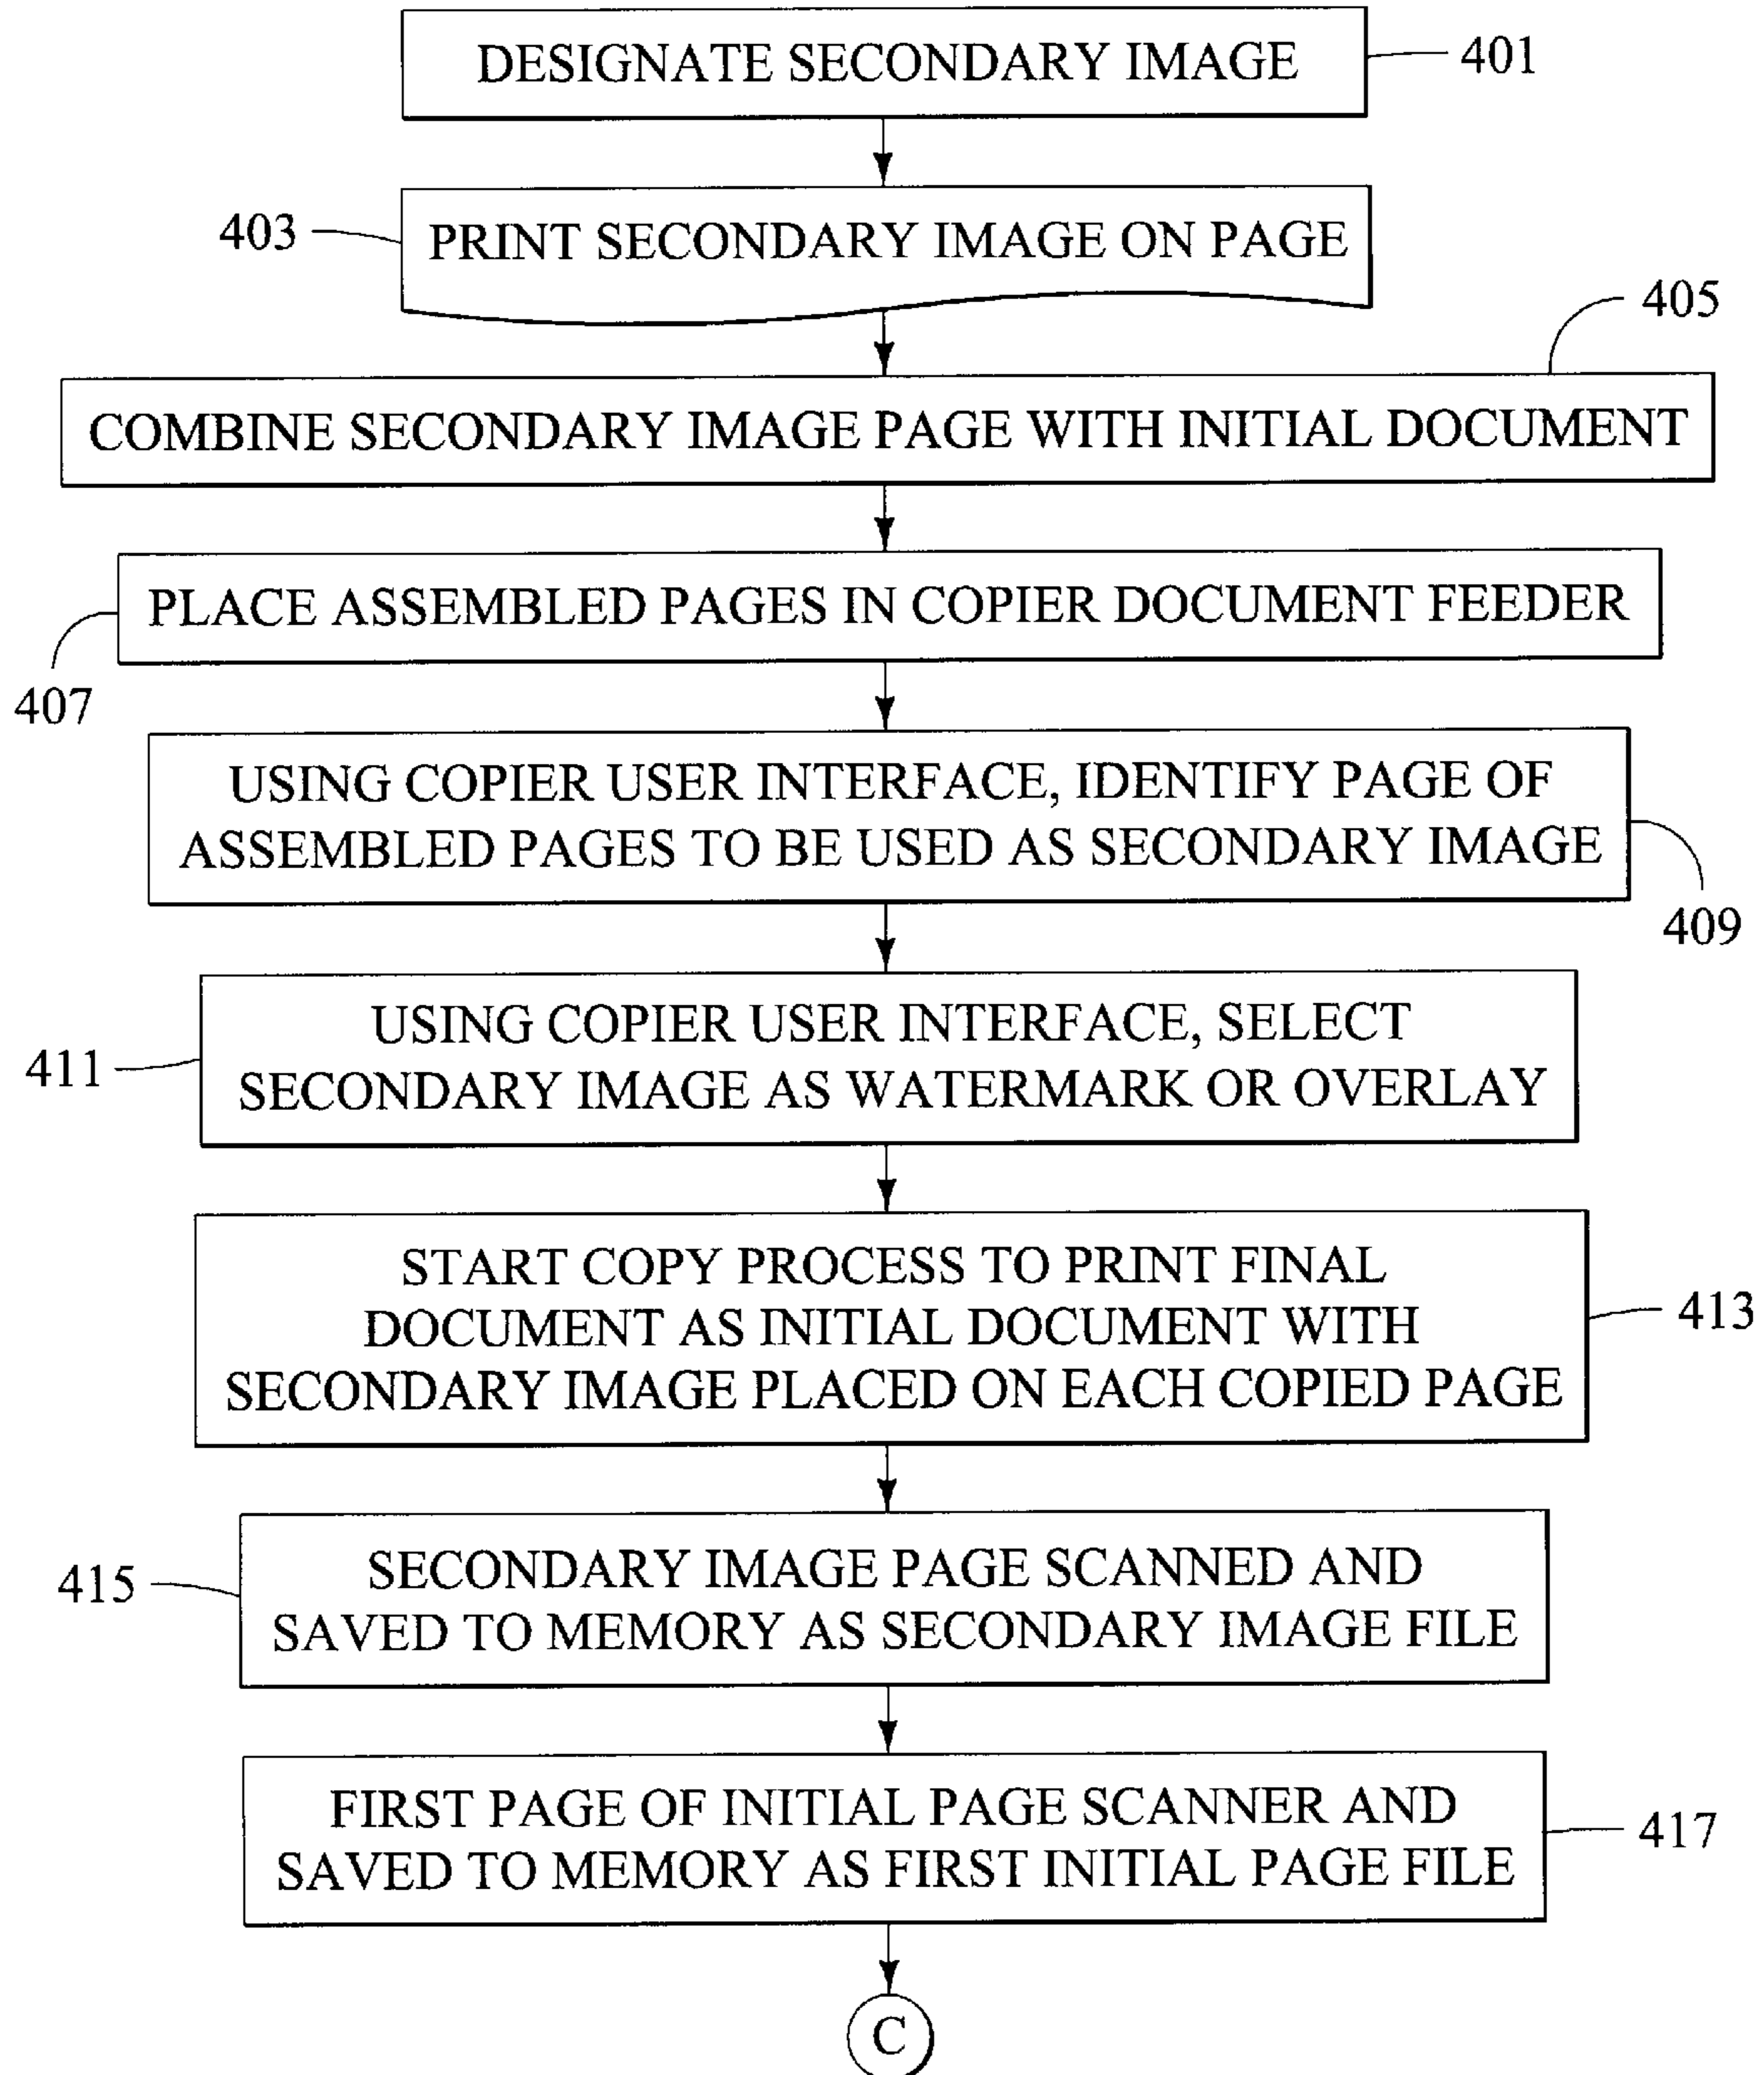 DESIGNATE SECONDARY IMAGE
401
403
PRINT SECONDARY IMAGE ON PAGE
405
COMBINE SECONDARY IMAGE PAGE WITH INITIAL DOCUMENT
PLACE ASSEMBLED PAGES IN COPIER DOCUMENT FEEDER
407
USING COPIER USER INTERFACE, IDENTIFY PAGE OF
ASSEMBLED PAGES TO BE USED AS SECONDARY IMAGE
409
USING COPIER USER INTERFACE, SELECT
SECONDARY IMAGE AS WATERMARK OR OVERLAY
411
START COPY PROCESS TO PRINT FINAL
DOCUMENT AS INITIAL DOCUMENT WITH
SECONDARY IMAGE PLACED ON EACH COPIED PAGE
413
SECONDARY IMAGE PAGE SCANNED AND
SAVED TO MEMORY AS SECONDARY IMAGE FILE
415
FIRST PAGE OF INITIAL PAGE SCANNER AND
SAVED TO MEMORY AS FIRST INITIAL PAGE FILE
417
C